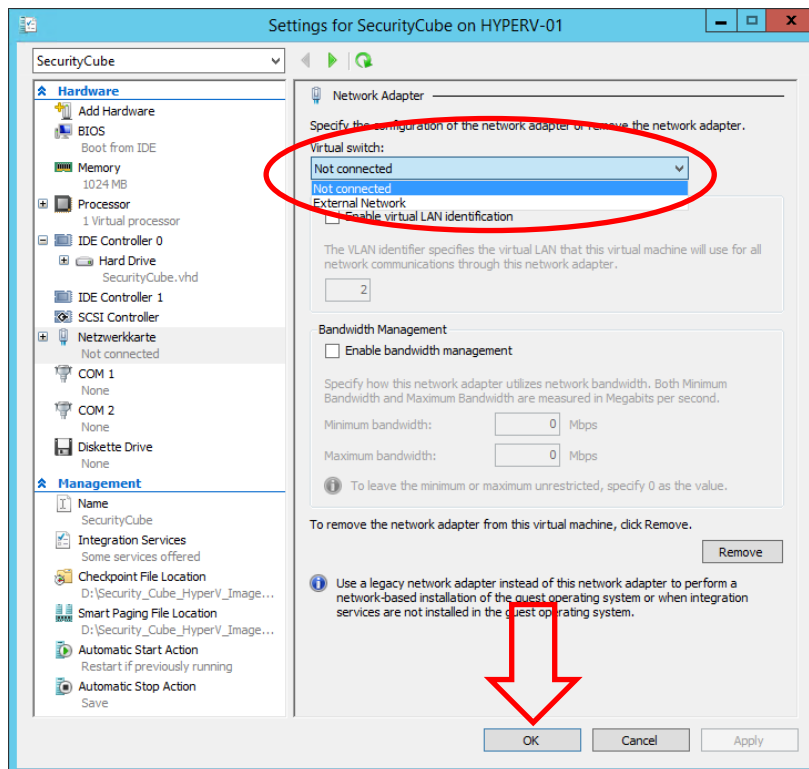 Settings for SecurityCube on HYPERV-01
SecurityCube
Hardware
Add Hardware
BIOS
Boot from IDE
Memory
1024 MB
Processor
1 Virtual processor
IDE Controller 0
Hard Drive
SecurityCube.vhd
IDE Controller 1
SCSI Controller
Netzwerkkarte
Not connected
COM 1
None
COM 2
None
Diskette Drive
None
Management
Name
SecurityCube
Integration Services
Some services offered
Checkpoint File Location
D:\Security_Cube_HyperV_Image...
Smart Paging File Location
D:\Security_Cube_HyperV_Image...
Automatic Start Action
Restart if previously running
Automatic Stop Action
Save
Network Adapter
Specify the configuration of the network adapter or remove the network adapter.
Virtual switch:
Not connected
Not connected
External Network
Enable virtual LAN identification
The VLAN identifier specifies the virtual LAN that this virtual machine will use for all
network communications through this network adapter.
2
Bandwidth Management
Enable bandwidth management
Specify how this network adapter utilizes network bandwidth. Both Minimum
Bandwidth and Maximum Bandwidth are measured in Megabits per second.
Minimum bandwidth: 0 Mbps
Maximum bandwidth: 0 Mbps
To leave the minimum or maximum unrestricted, specify 0 as the value.
To remove the network adapter from this virtual machine, click Remove.
Remove
Use a legacy network adapter instead of this network adapter to perform a
network-based installation of the guest operating system or when integration
services are not installed in the guest operating system.
OK Cancel Apply